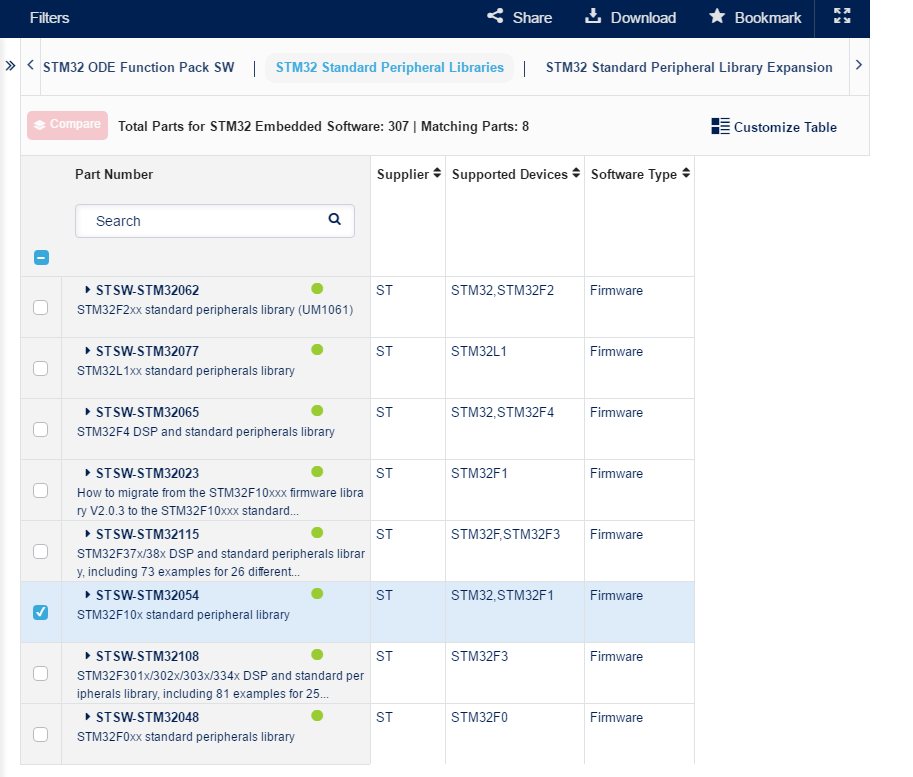 Filters Share Download Bookmark
STM32 ODE Function Pack SW | STM32 Standard Peripheral Libraries | STM32 Standard Peripheral Library Expansion
Compare Total Parts for STM32 Embedded Software: 307 | Matching Parts: 8 Customize Table
Part Number Supplier Supported Devices Software Type
Search
STSW-STM32062 ST STM32,STM32F2 Firmware
STM32F2xx standard peripherals library (UM1061)
STSW-STM32077 ST STM32L1 Firmware
STM32L1xx standard peripherals library
STSW-STM32065 ST STM32,STM32F4 Firmware
STM32F4 DSP and standard peripherals library
STSW-STM32023 ST STM32F1 Firmware
How to migrate from the STM32F10xxx firmware libra
ry V2.0.3 to the STM32F10xxx standard...
STSW-STM32115 ST STM32F,STM32F3 Firmware
STM32F37x/38x DSP and standard peripherals librar
y, including 73 examples for 26 different...
STSW-STM32054 ST STM32,STM32F1 Firmware
STM32F10x standard peripheral library
STSW-STM32108 ST STM32F3 Firmware
STM32F301x/302x/303x/334x DSP and standard per
ipherals library, including 81 examples for 25...
STSW-STM32048 ST STM32F0 Firmware
STM32F0xx standard peripherals library